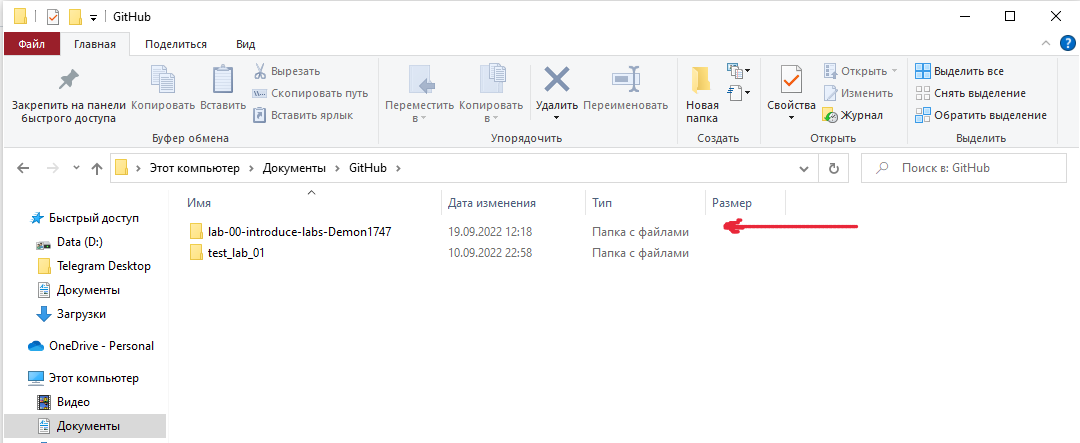 GitHub
Файл Главная Поделиться Вид
Закрепить на панели быстрого доступа
Копировать
Вставить
Вырезать
Скопировать путь
Вставить ярлык
Буфер обмена
Переместить в
Копировать в
Удалить
Переименовать
Упорядочить
Новая папка
Создать
Свойства
Открыть
Изменить
Журнал
Открыть
Выделить все
Снять выделение
Обратить выделение
Выделить
Этот компьютер > Документы > GitHub >
Поиск в: GitHub
Имя Дата изменения Тип Размер
lab-00-introduce-labs-Demon1747 19.09.2022 12:18 Папка с файлами
test_lab_01 10.09.2022 22:58 Папка с файлами
Быстрый доступ
Data (D:)
Telegram Desktop
Документы
Загрузки
OneDrive - Personal
Этот компьютер
Видео
Документы